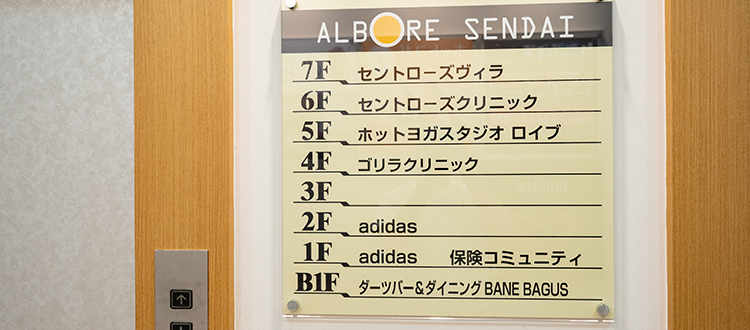 ALBORE SENDAI
7F セントローズヴィラ
6F セントローズクリニック
5F ホットヨガスタジオ ロイブ
4F ゴリラクリニック
3F
2F adidas
1F adidas 保険コミュニティ
B1F ダーツバー&ダイニング BANE BAGUS